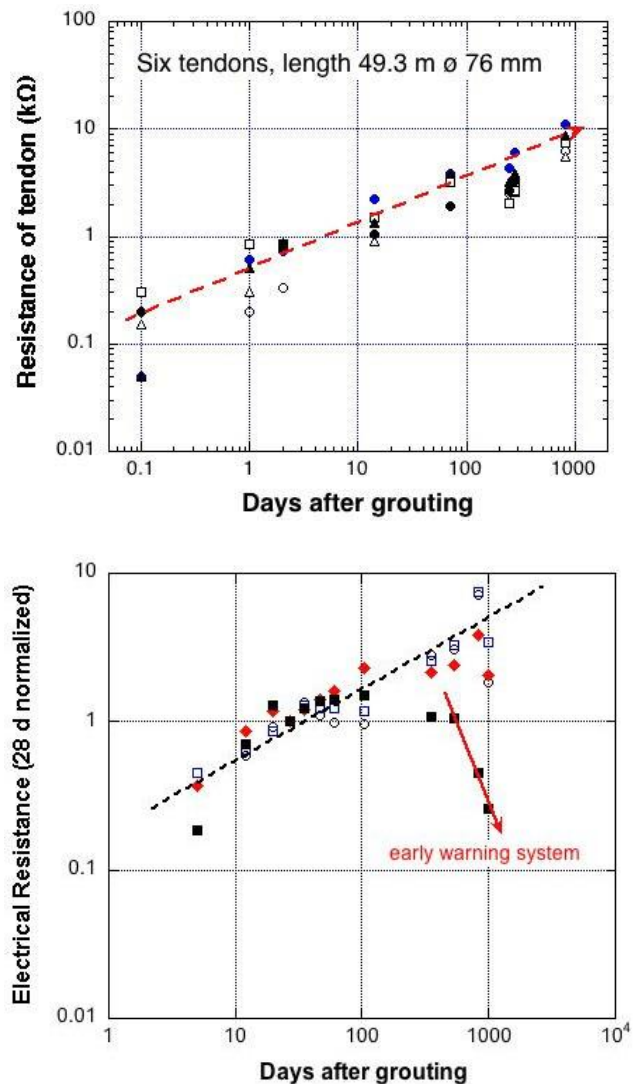 100
Six tendons, length 49.3 m ø 76 mm
10
1
0.1
0.01
Resistance of tendon (kΩ)
0.1 1 10 100 1000
Days after grouting
10
1
0.1
early warning system
0.01
Electrical Resistance (28 d normalized)
1 10 100 1000 10⁴
Days after grouting